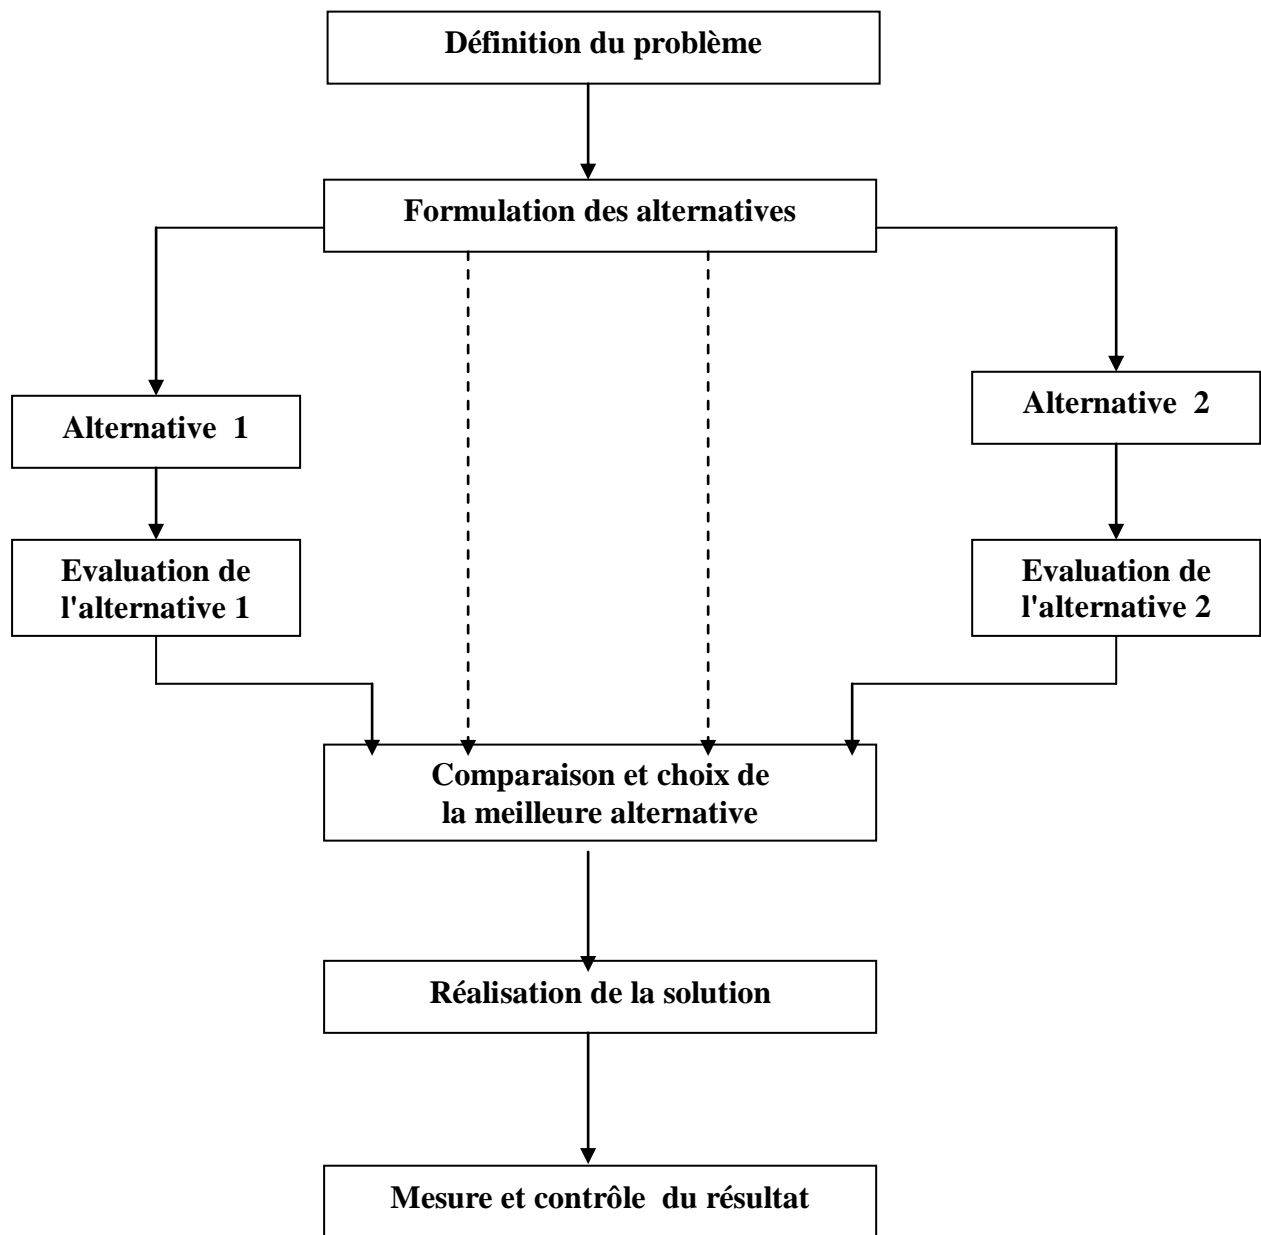 Définition du problème
Formulation des alternatives
Alternative 1
Alternative 2
Evaluation de
l'alternative 1
Evaluation de
l'alternative 2
Comparaison et choix de
la meilleure alternative
Réalisation de la solution
Mesure et contrôle du résultat